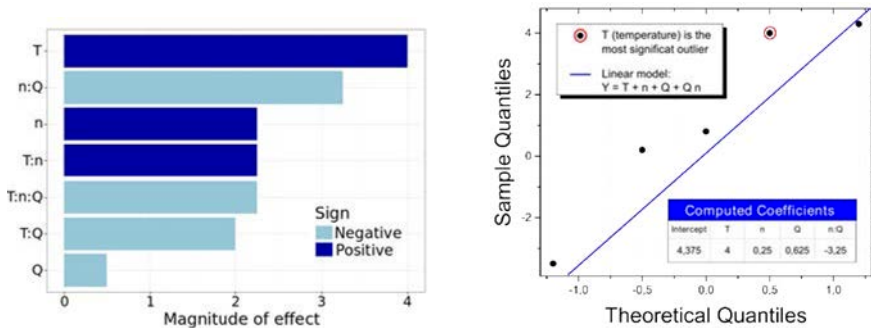 T
n:Q
n
T:n
T:n:Q
T:Q
Q
Sign
Negative
Positive
0 1 2 3 4
Magnitude of effect
T (temperature) is the
most significat outlier
Linear model:
Y = T + n + Q + Q n
4
2
0
-2
Sample Quantiles
Computed Coefficients
Intercept T n Q n:Q
4,375 4 0,25 0,625 -3,25
-1.0 -0.5 0.0 0.5 1.0
Theoretical Quantiles